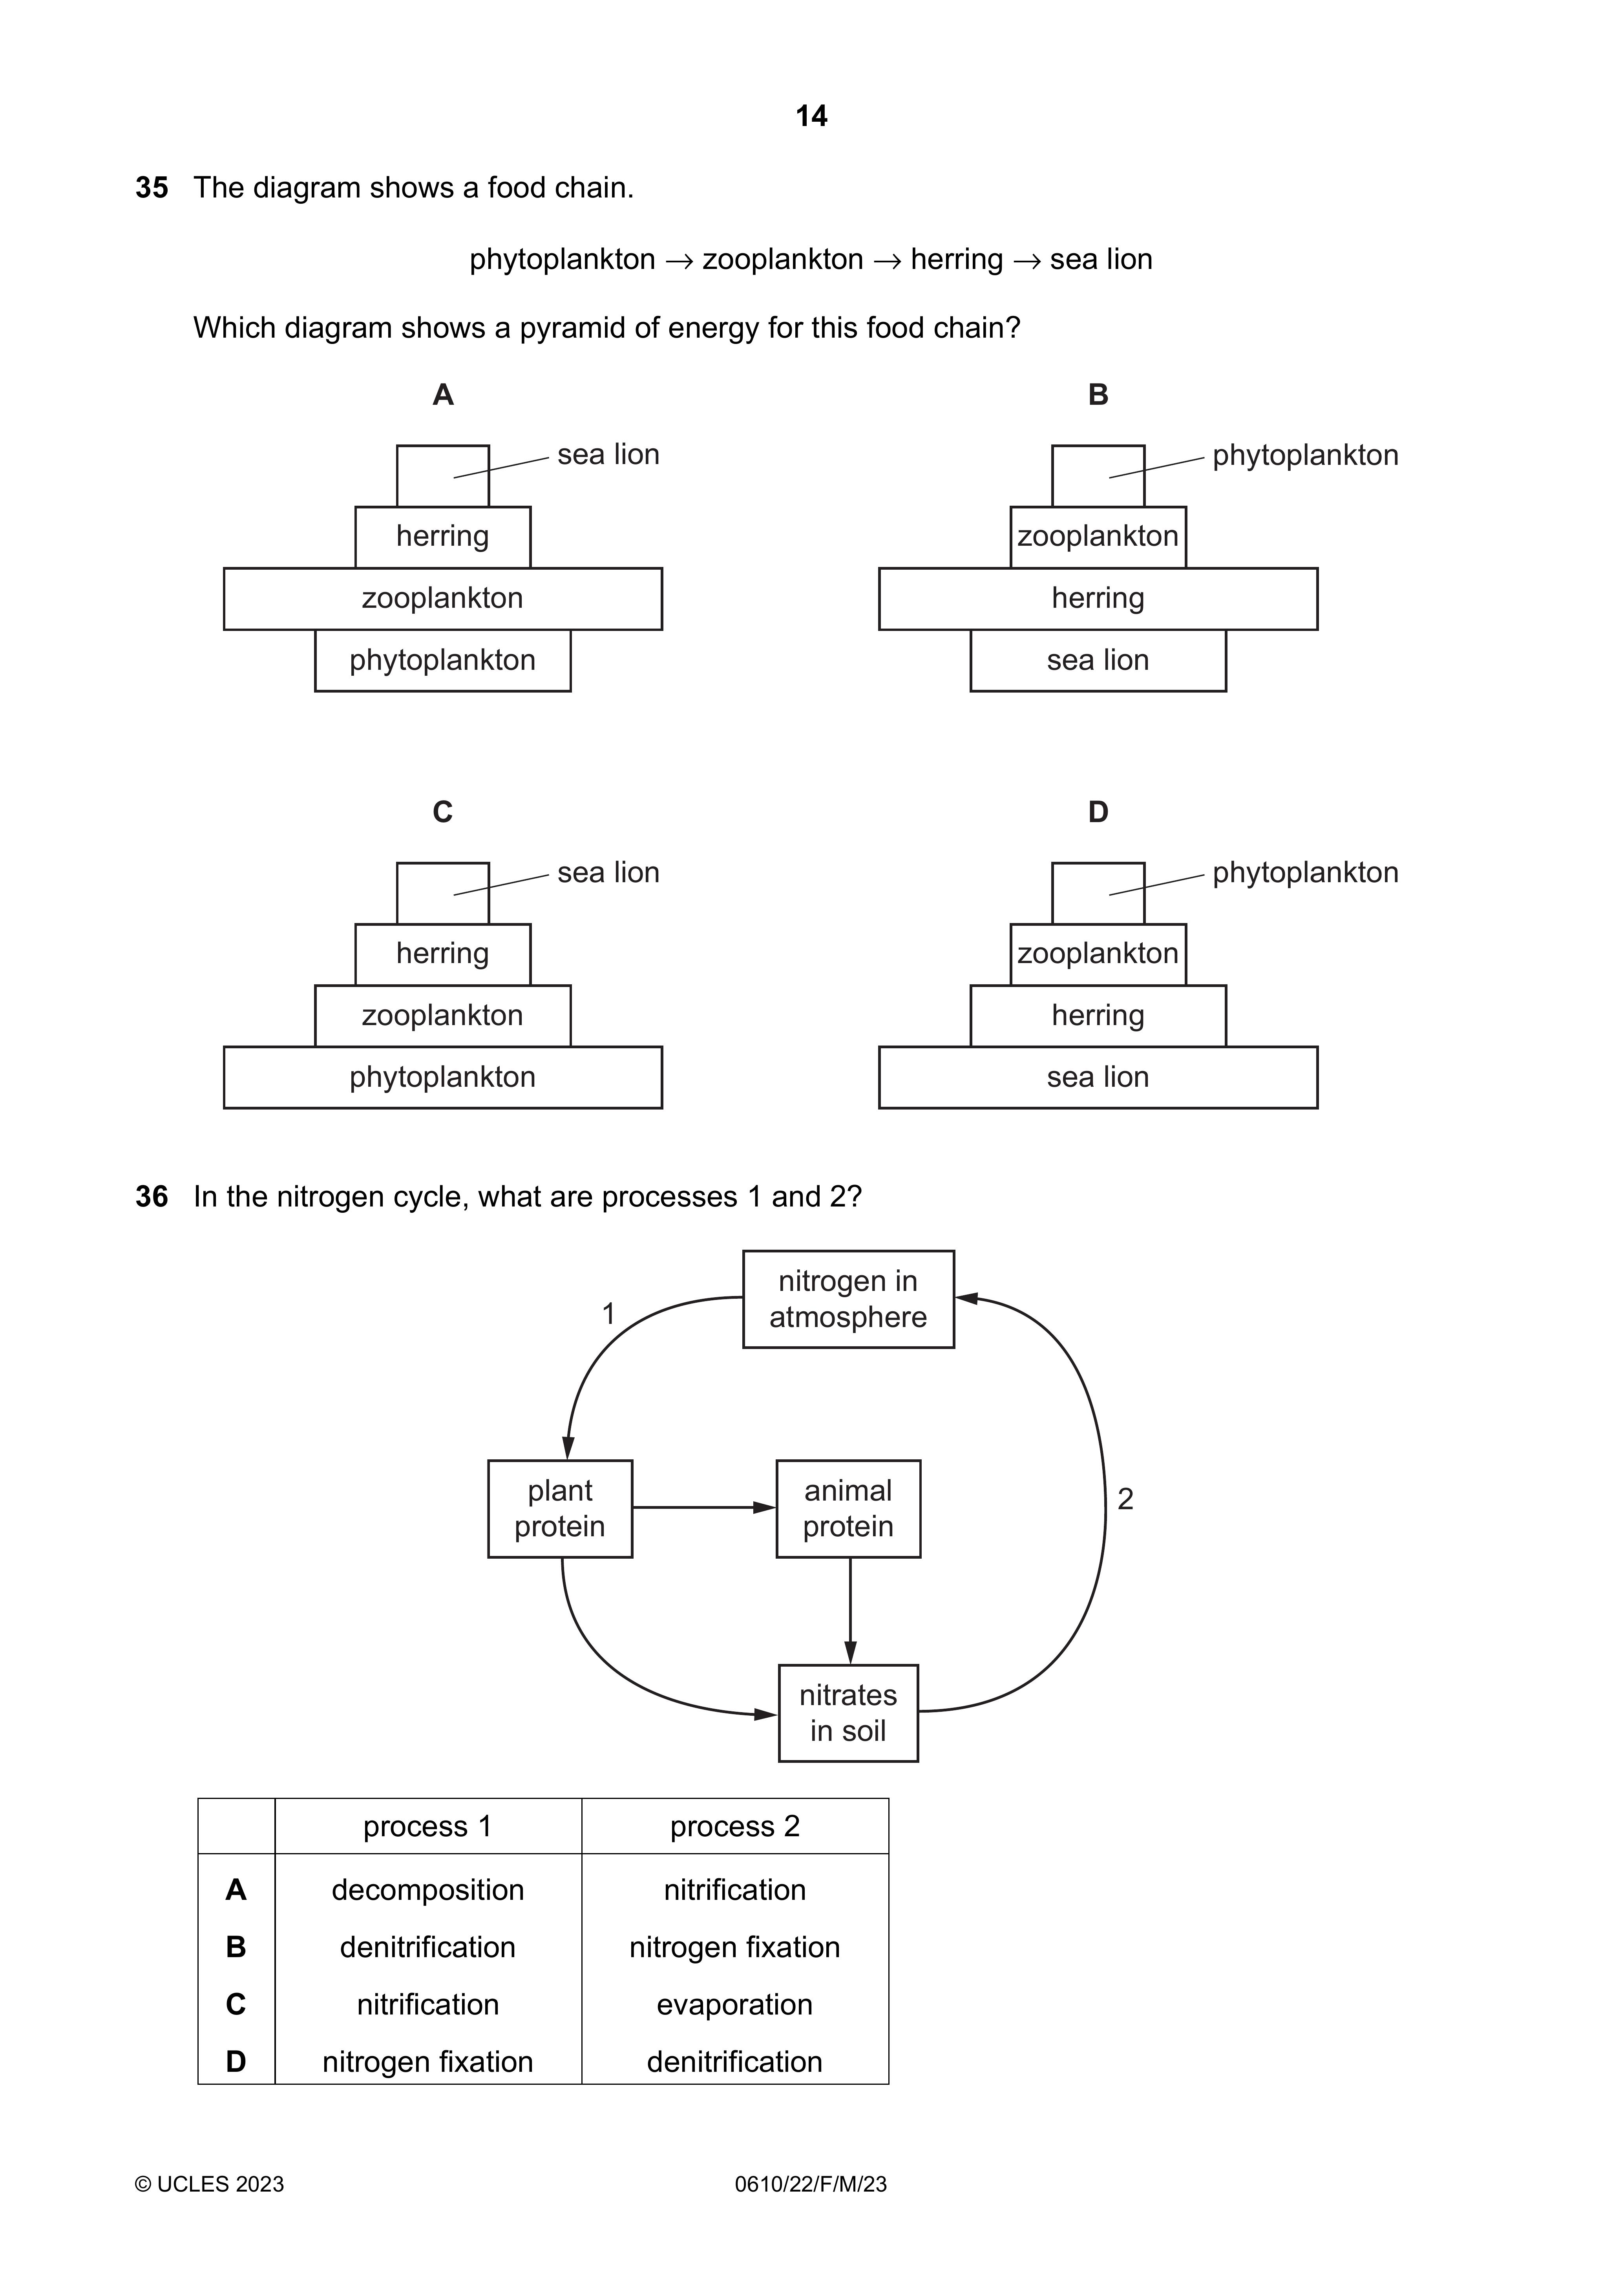 14
35 The diagram shows a food chain.
phytoplankton → zooplankton → herring → sea lion
Which diagram shows a pyramid of energy for this food chain?
A
sea lion
herring
zooplankton
phytoplankton
B
phytoplankton
zooplankton
herring
sea lion
C
sea lion
herring
zooplankton
phytoplankton
D
phytoplankton
zooplankton
herring
sea lion
36 In the nitrogen cycle, what are processes 1 and 2?
nitrogen in
atmosphere
1
plant
protein
animal
protein
2
nitrates
in soil
process 1 process 2
A decomposition nitrification
B denitrification nitrogen fixation
C nitrification evaporation
D nitrogen fixation denitrification
© UCLES 2023 0610/22/F/M/23